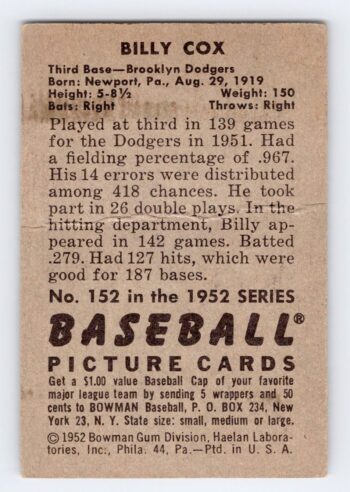 BILLY COX
Third Base—Brooklyn Dodgers
Born: Newport, Pa., Aug. 29, 1919
Height: 5-8½ Weight: 150
Bats: Right Throws: Right
Played at third in 139 games
for the Dodgers in 1951. Had
a fielding percentage of .967.
His 14 errors were distributed
among 418 chances. He took
part in 26 double plays. In the
hitting department, Billy ap-
peared in 142 games. Batted
.279. Had 127 hits, which were
good for 187 bases.
No. 152 in the 1952 SERIES
BASEBALL®
PICTURE CARDS
Get a $1.00 value Baseball Cap of your favorite
major league team by sending 5 wrappers and 50
cents to BOWMAN Baseball, P. O. BOX 234, New
York 23, N. Y. State size: small, medium or large.
©1952 Bowman Gum Division, Haelan Labora-
tories, Inc., Phila. 44, Pa.—Ptd. in U. S. A.